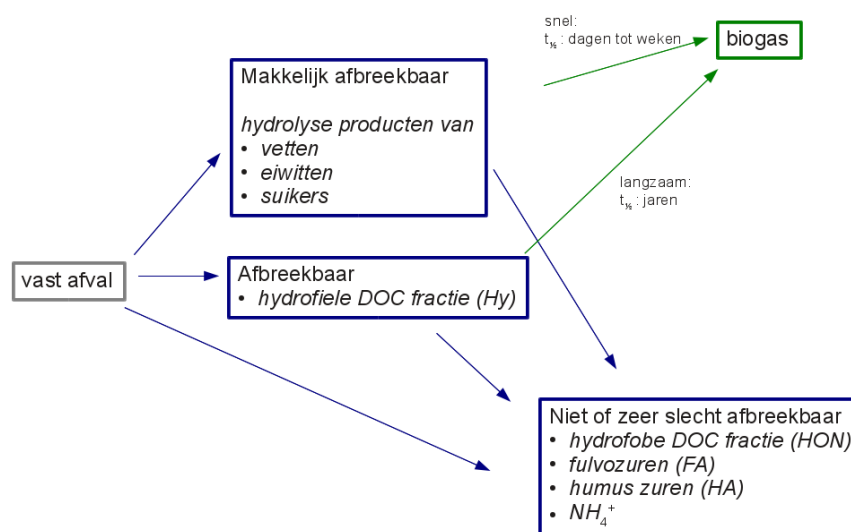 snel:
t½ : dagen tot weken
biogas
Makkelijk afbreekbaar
hydrolyse producten van
• vetten
• eiwitten
• suikers
langzaam:
t½ : jaren
vast afval
Afbreekbaar
• hydrofiele DOC fractie (Hy)
Niet of zeer slecht afbreekbaar
• hydrofobe DOC fractie (HON)
• fulvozuren (FA)
• humus zuren (HA)
• NH₄⁺